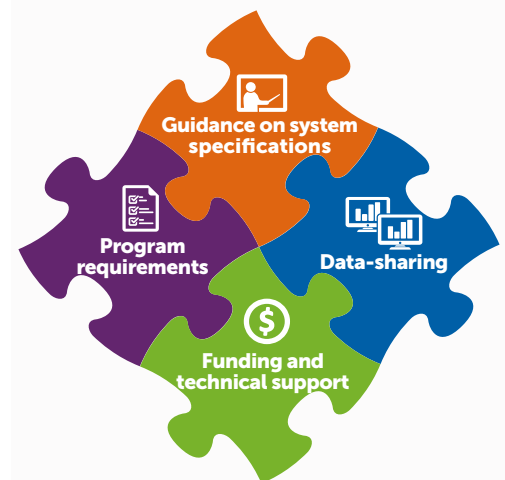 Guidance on system
specifications
Program
requirements
Data-sharing
$
Funding and
technical support